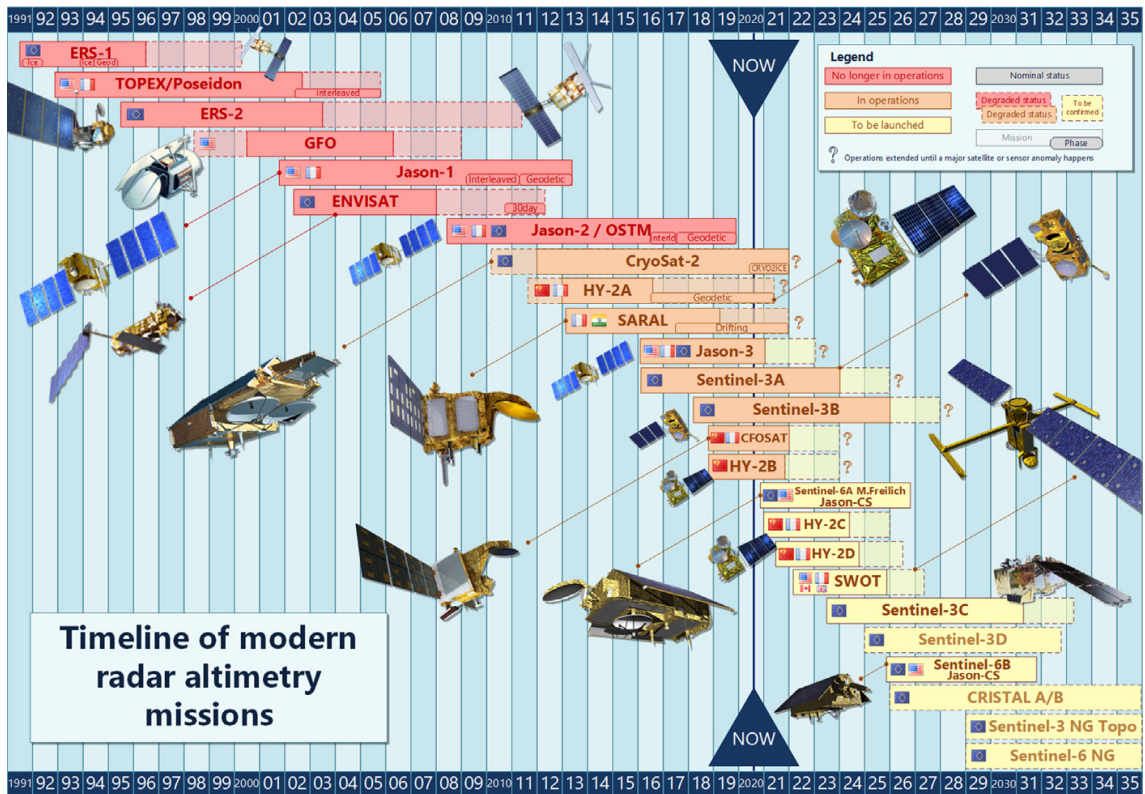 1991 92 93 94 95 96 97 98 99 2000 01 02 03 04 05 06 07 08 09 2010 11 12 13 14 15 16 17 18 19 2020 21 22 23 24 25 26 27 28 29 2030 31 32 33 34 35
NOW
Legend
No longer in operations
Nominal status
In operations
Degraded status
Degraded status
To be
confirmed
To be launched
Mission
Phase
? Operations extended until a major satellite or sensor anomaly happens
ERS-1
Ice
Ice
Geod
TOPEX/Poseidon
Interleaved
ERS-2
GFO
Jason-1
Interleaved
Geodetic
ENVISAT
30day
Jason-2 / OSTM
Interld
Geodetic
CryoSat-2
CRYO2ICE
?
HY-2A
Geodetic
?
SARAL
Drifting
?
Jason-3
?
Sentinel-3A
?
Sentinel-3B
?
CFOSAT
?
HY-2B
?
Sentinel-6A M.Freilich
Jason-CS
HY-2C
HY-2D
SWOT
Sentinel-3C
Sentinel-3D
Sentinel-6B
Jason-CS
CRISTAL A/B
Sentinel-3 NG Topo
Sentinel-6 NG
Timeline of modern
radar altimetry
missions
NOW
1991 92 93 94 95 96 97 98 99 2000 01 02 03 04 05 06 07 08 09 2010 11 12 13 14 15 16 17 18 19 2020 21 22 23 24 25 26 27 28 29 2030 31 32 33 34 35